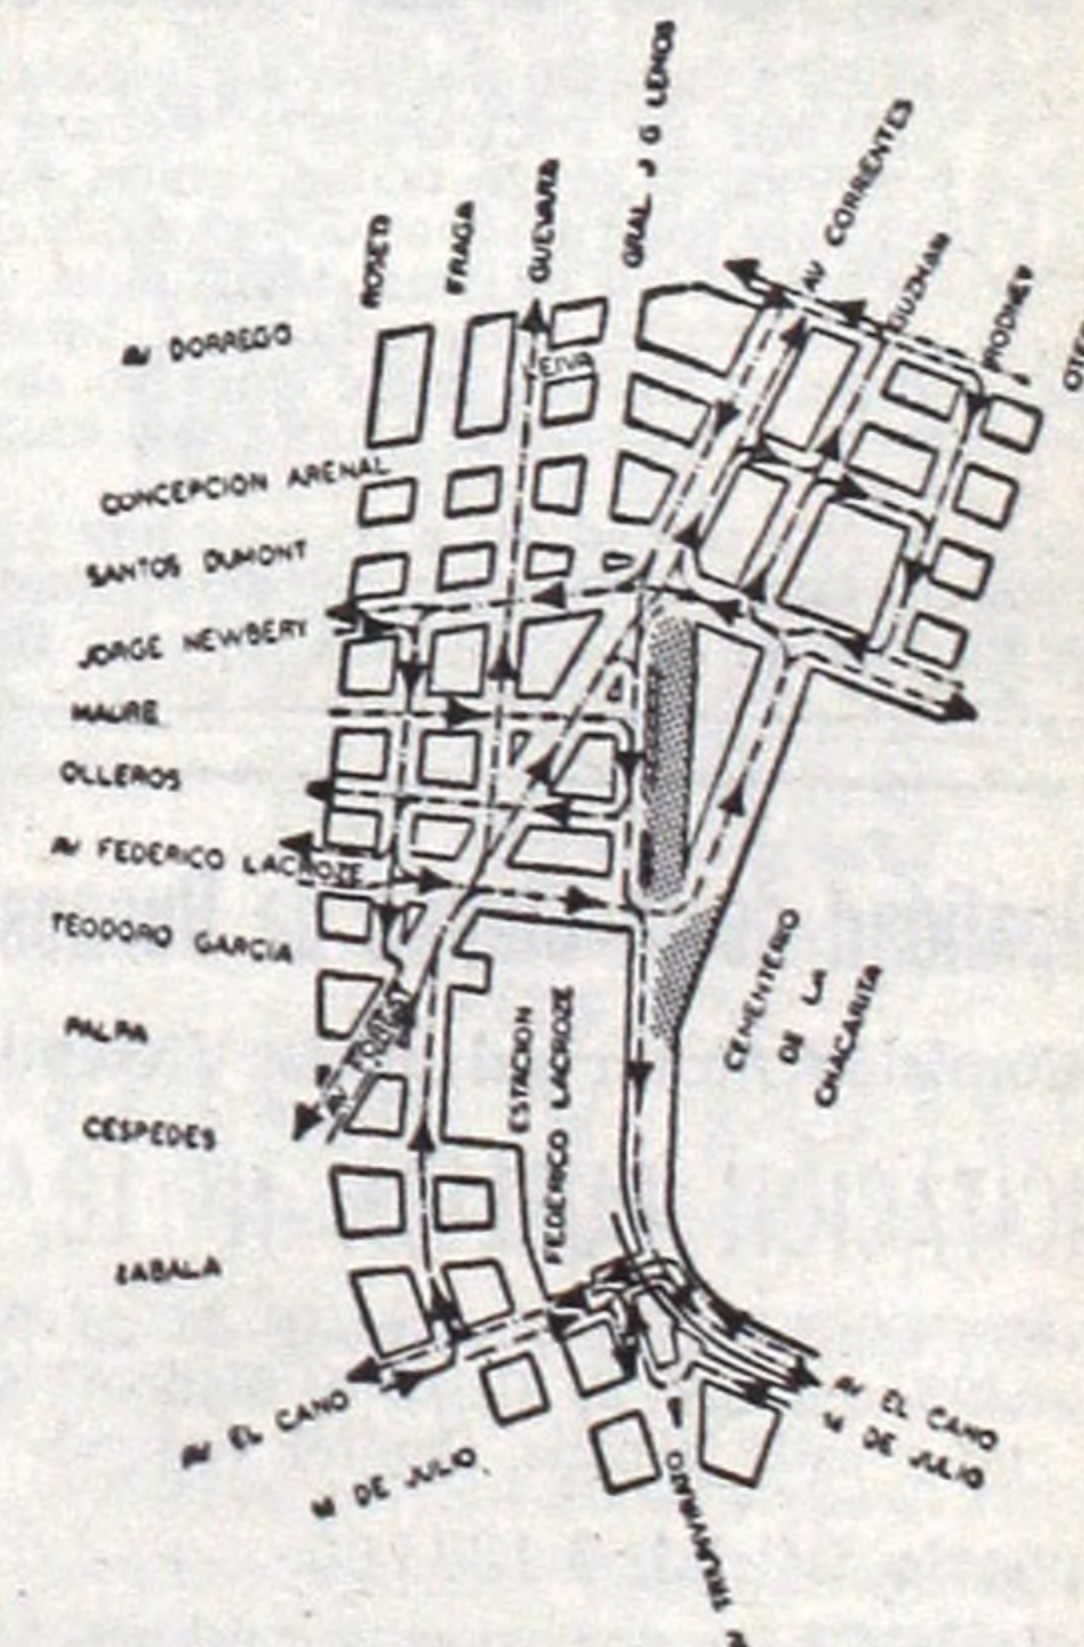 GRAL J G LEMOS
AV CORRENTES
GUEVARA
FRAGA
ROSETI
GUZMAN
RODNEY
AV DORREGO
CONCEPCION ARENAL
SANTOS DUMONT
JORGE NEWBERY
MAURE
OLLEROS
AV FEDERICO LACROZE
TEODORO GARCIA
PALPA
CESPEDES
ZABALA
ESTACION
FEDERICO LACROZE
CEMENTERIO
DE LA
CHACARITA
AV EL CANO
14 DE JULIO
AV EL CANO
14 DE JULIO
TRIUNVIRATO